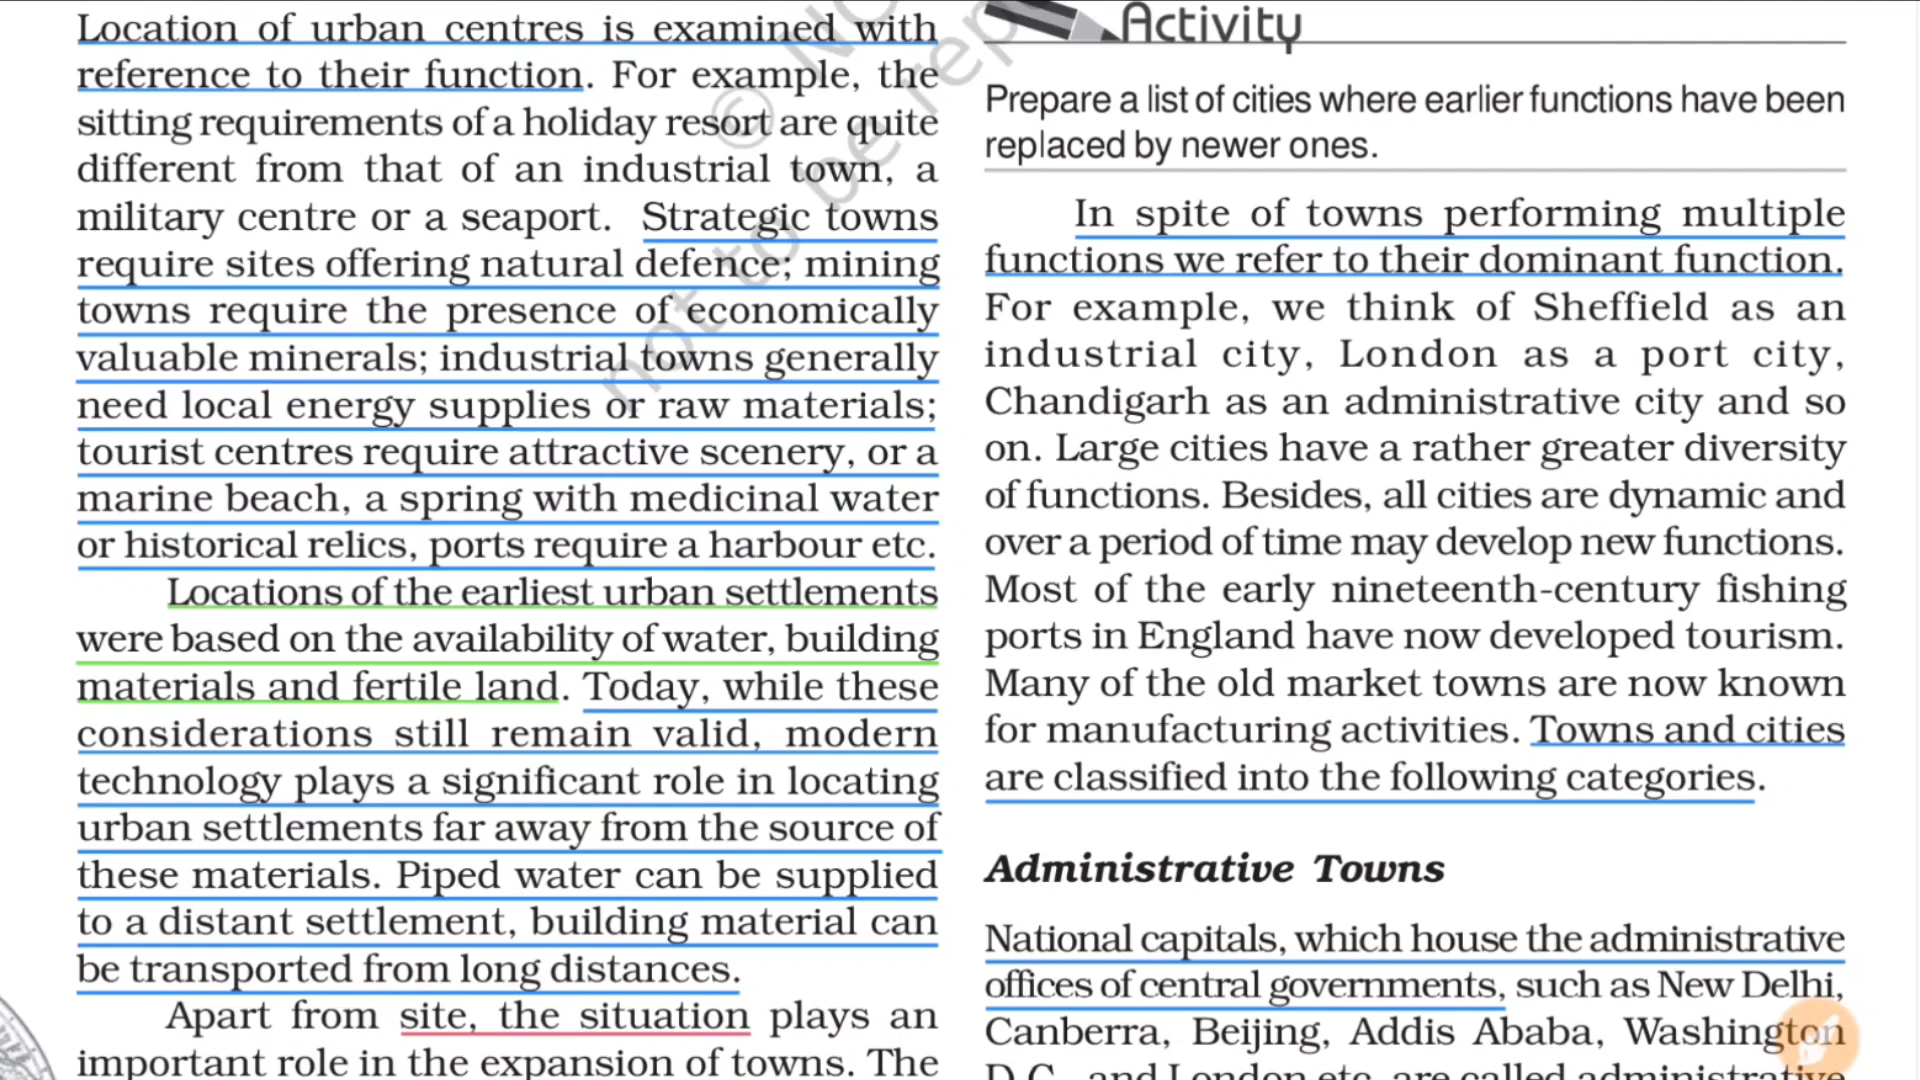 Location of urban centres is examined with
reference to their function. For example, the
sitting requirements of a holiday resort are quite
different from that of an industrial town, a
military centre or a seaport. Strategic towns
require sites offering natural defence; mining
towns require the presence of economically
valuable minerals; industrial towns generally
need local energy supplies or raw materials;
tourist centres require attractive scenery, or a
marine beach, a spring with medicinal water
or historical relics, ports require a harbour etc.
Locations of the earliest urban settlements
were based on the availability of water, building
materials and fertile land. Today, while these
considerations still remain valid, modern
technology plays a significant role in locating
urban settlements far away from the source of
these materials. Piped water can be supplied
to a distant settlement, building material can
be transported from long distances.
Apart from site, the situation plays an
important role in the expansion of towns. The
Activity
Prepare a list of cities where earlier functions have been
replaced by newer ones.
In spite of towns performing multiple
functions we refer to their dominant function.
For example, we think of Sheffield as an
industrial city, London as a port city,
Chandigarh as an administrative city and so
on. Large cities have a rather greater diversity
of functions. Besides, all cities are dynamic and
over a period of time may develop new functions.
Most of the early nineteenth-century fishing
ports in England have now developed tourism.
Many of the old market towns are now known
for manufacturing activities. Towns and cities
are classified into the following categories.
Administrative Towns
National capitals, which house the administrative
offices of central governments, such as New Delhi,
Canberra, Beijing, Addis Ababa, Washington
D.C., and London etc. are called administrative
© NC
not to be rep